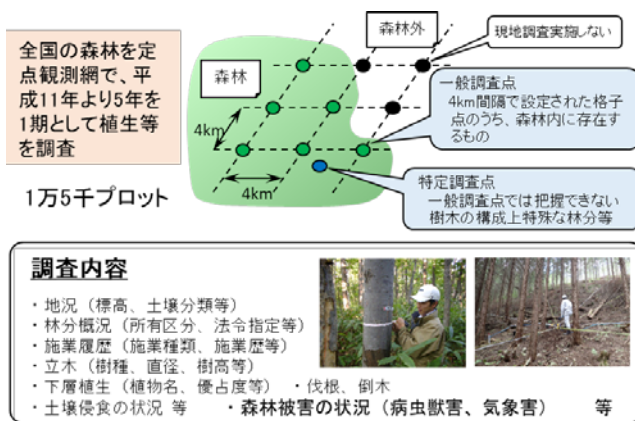 全国の森林を定
点観測網で、平
成11年より5年を
1期として植生等
を調査
1万5千プロット
森林
森林外
4km
4km
現地調査実施しない
一般調査点
4km間隔で設定された格子
点のうち、森林内に存在す
るもの
特定調査点
一般調査点では把握できない
樹木の構成上特殊な林分等
調査内容
・地況（標高、土壌分類等）
・林分概況（所有区分、法令指定等）
・施業履歴（施業種類、施業歴等）
・立木（樹種、直径、樹高等）
・下層植生（植物名、優占度等）　・伐根、倒木
・土壌侵食の状況 等　・森林被害の状況（病虫獣害、気象害）　　等